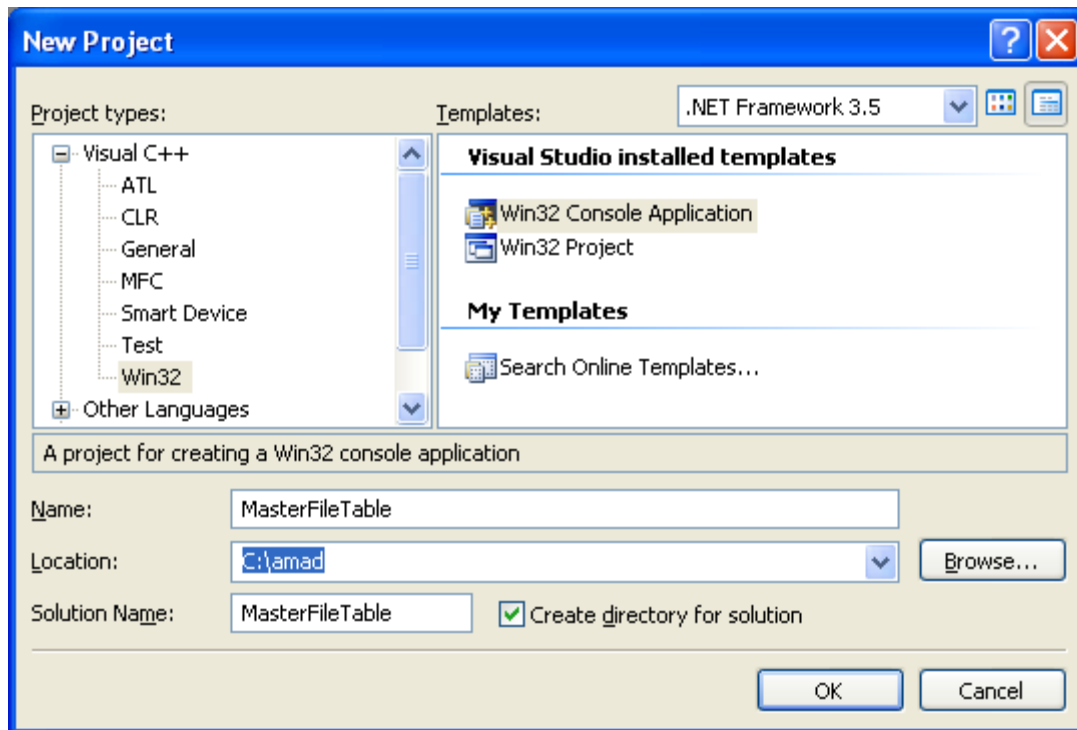 New Project
Project types:
Templates:
.NET Framework 3.5
Visual C++
ATL
CLR
General
MFC
Smart Device
Test
Win32
Other Languages
Visual Studio installed templates
Win32 Console Application
Win32 Project
My Templates
Search Online Templates...
A project for creating a Win32 console application
Name:
MasterFileTable
Location:
C:\amad
Browse...
Solution Name:
MasterFileTable
Create directory for solution
OK
Cancel